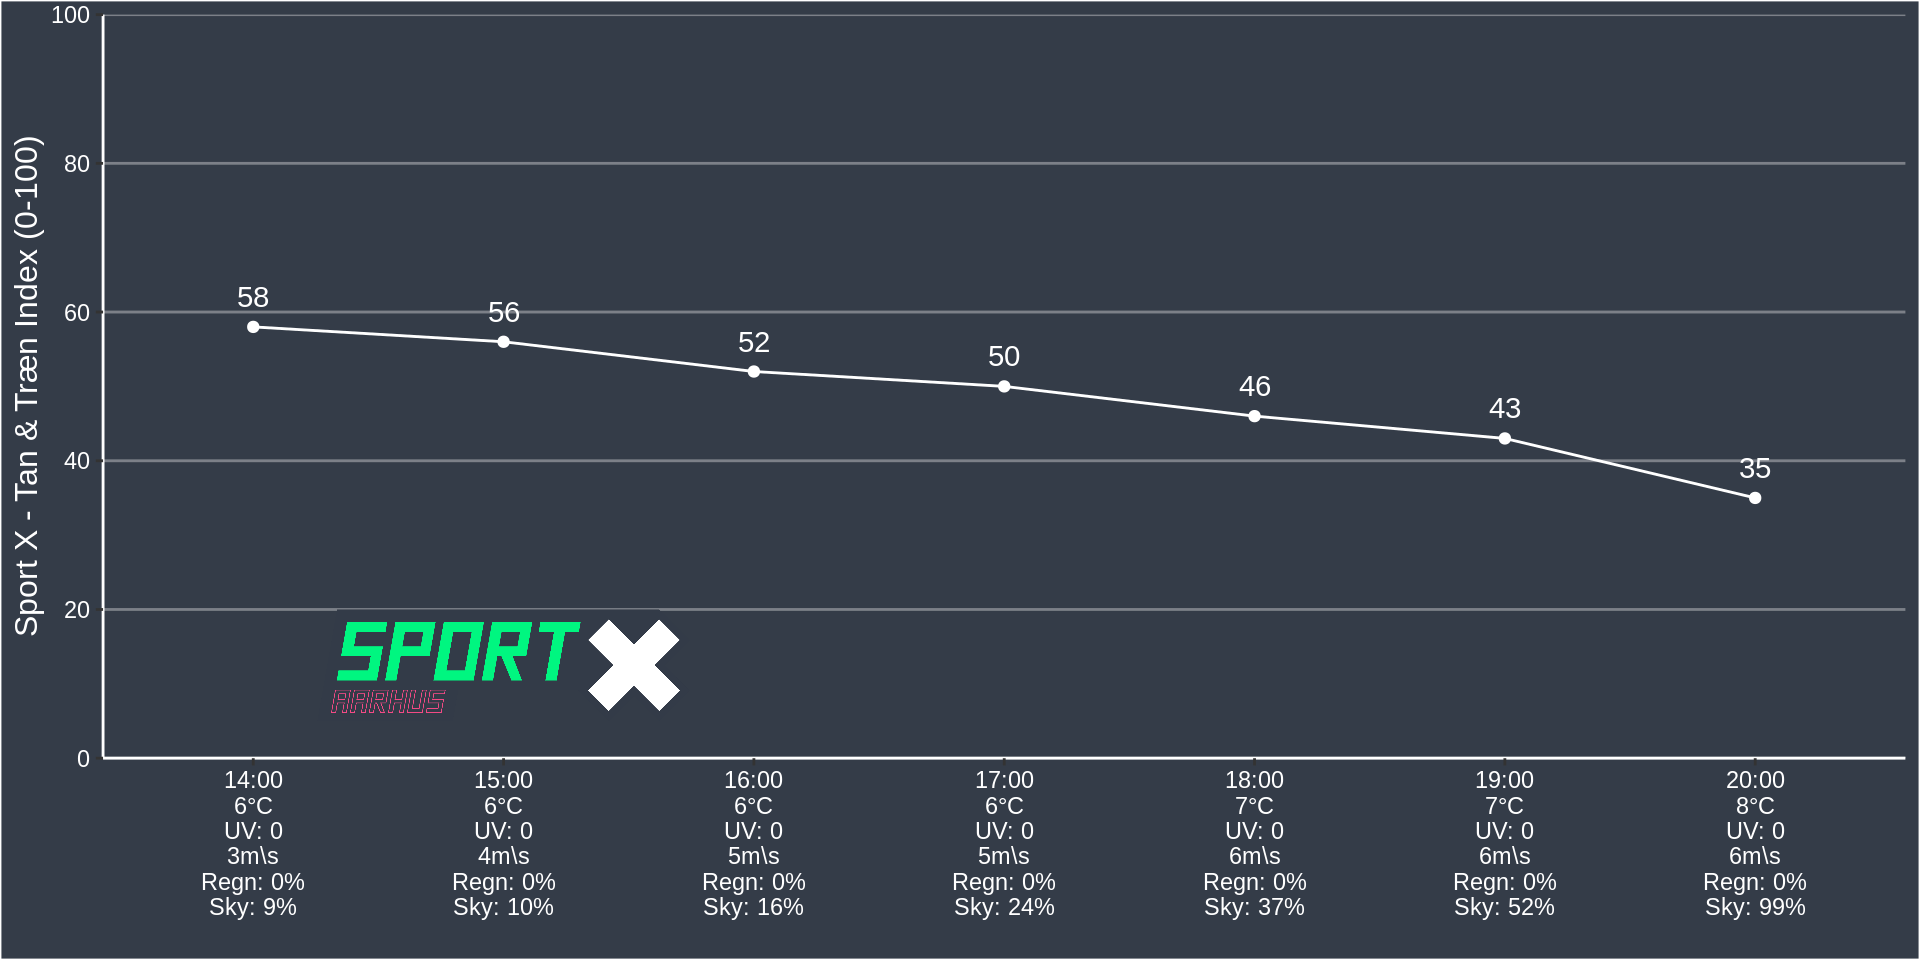 Sport X - Tan & Træn Index (0-100)
100
80
60
40
20
0
58
56
52
50
46
43
35
SPORT X
AARHUS
14:00 15:00 16:00 17:00 18:00 19:00 20:00
6°C 6°C 6°C 6°C 7°C 7°C 8°C
UV: 0 UV: 0 UV: 0 UV: 0 UV: 0 UV: 0 UV: 0
3m\s 4m\s 5m\s 5m\s 6m\s 6m\s 6m\s
Regn: 0% Regn: 0% Regn: 0% Regn: 0% Regn: 0% Regn: 0% Regn: 0%
Sky: 9% Sky: 10% Sky: 16% Sky: 24% Sky: 37% Sky: 52% Sky: 99%